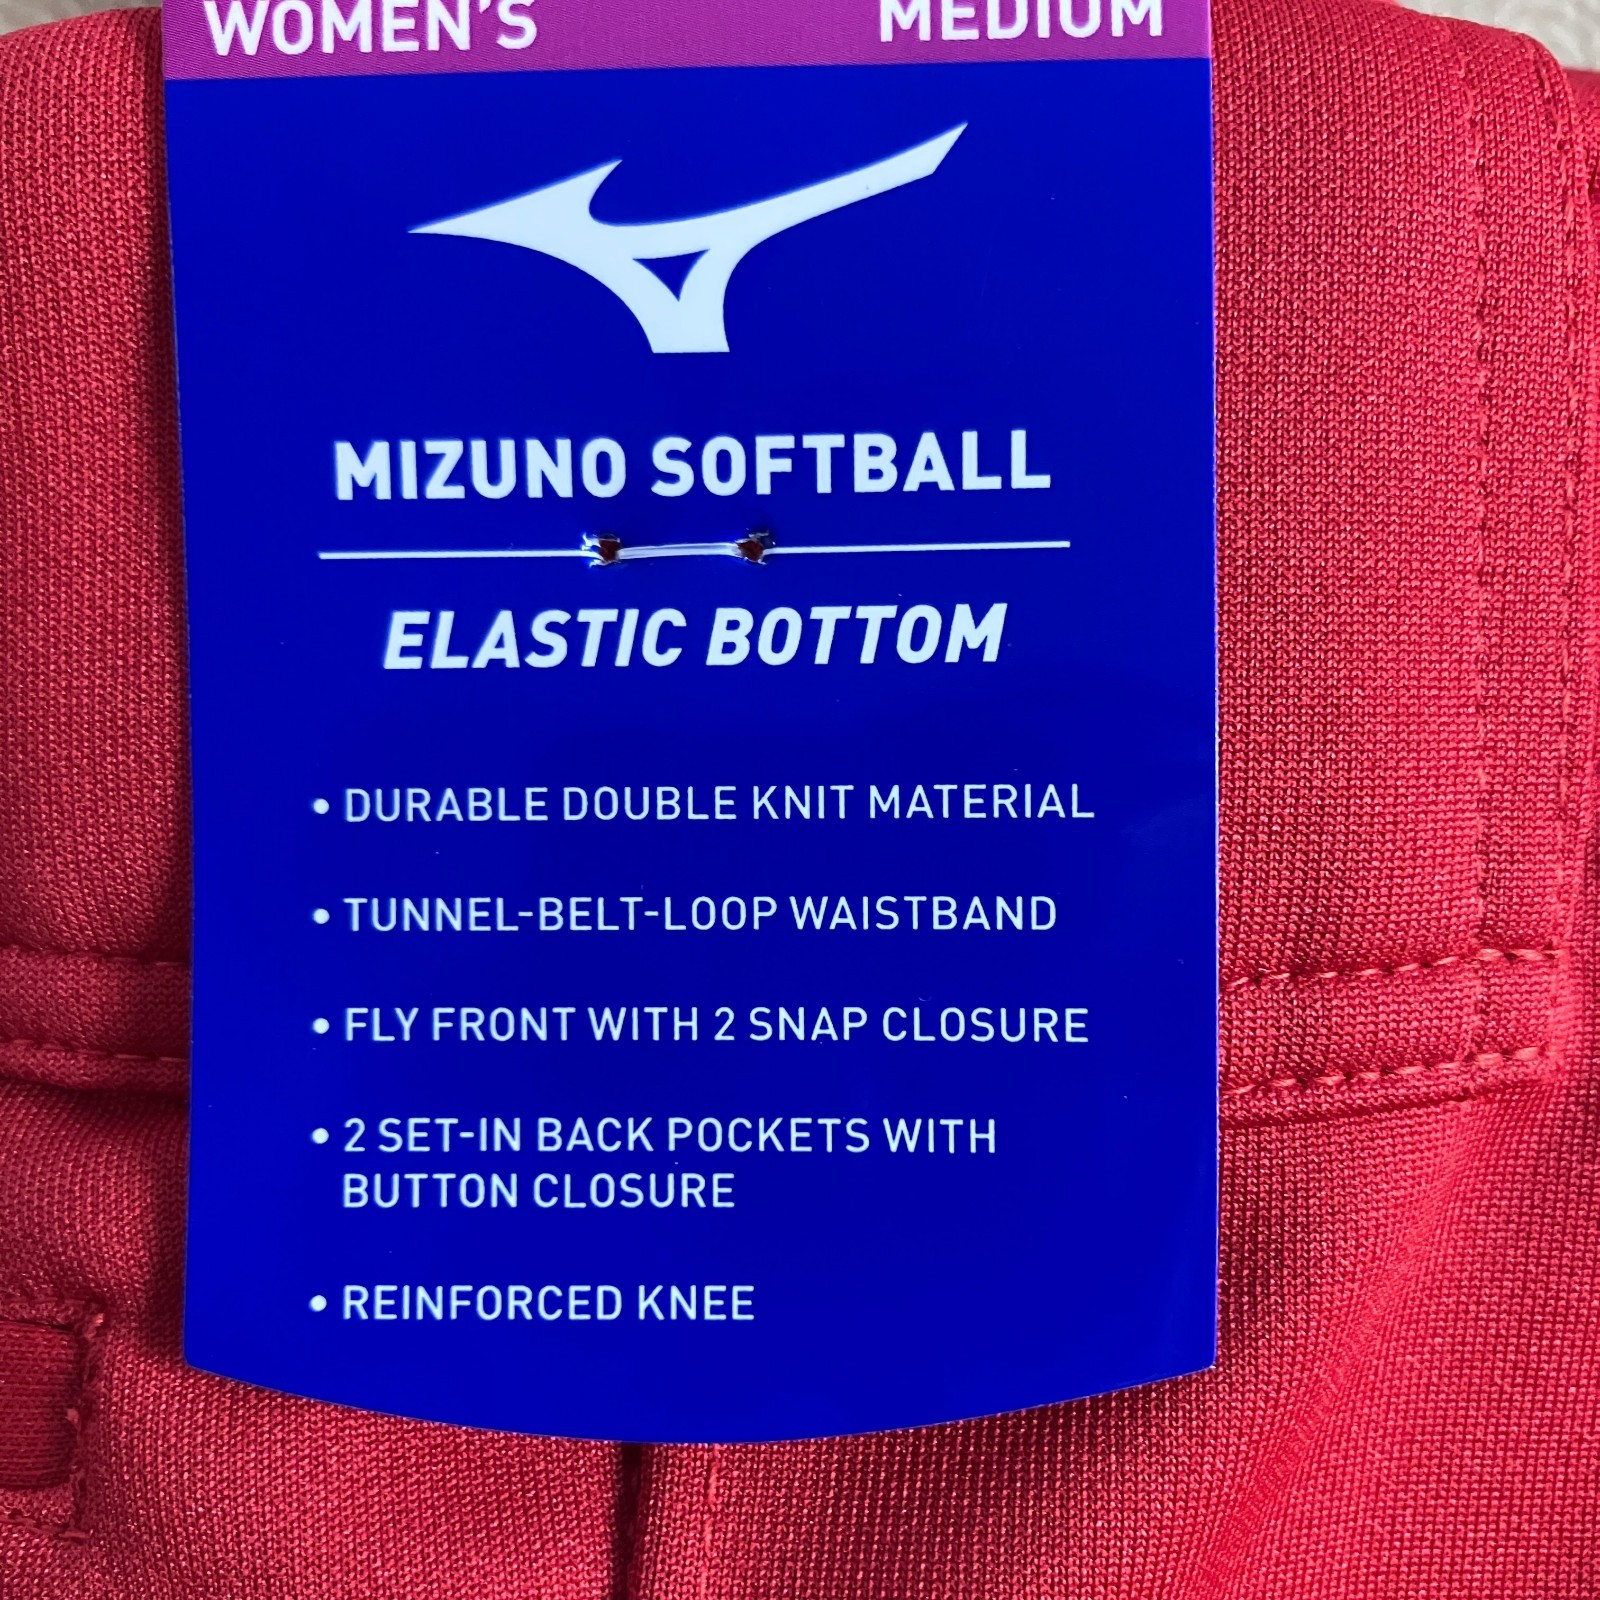 WOMEN'S MEDIUM
MIZUNO SOFTBALL
ELASTIC BOTTOM
• DURABLE DOUBLE KNIT MATERIAL
• TUNNEL-BELT-LOOP WAISTBAND
• FLY FRONT WITH 2 SNAP CLOSURE
• 2 SET-IN BACK POCKETS WITH
BUTTON CLOSURE
• REINFORCED KNEE